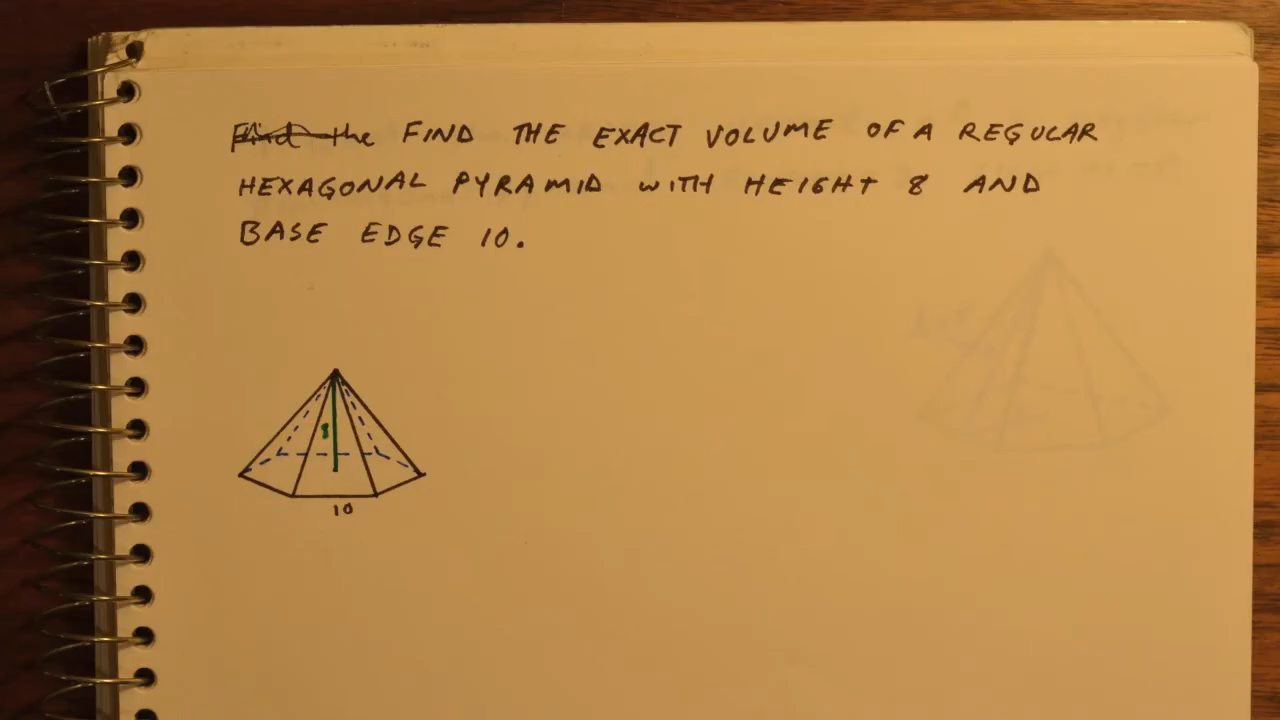 Find the FIND THE EXACT VOLUME OF A REGULAR
HEXAGONAL PYRAMID WITH HEIGHT 8 AND
BASE EDGE 10.
8
10